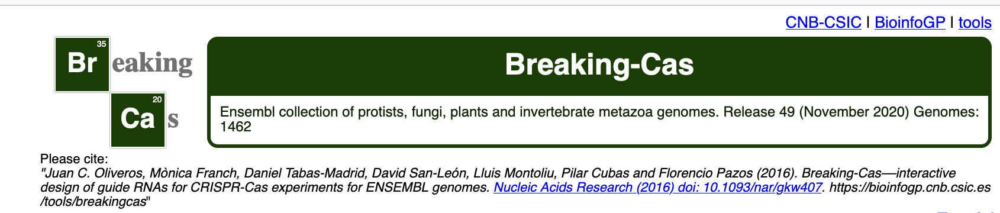 CNB-CSIC | BioinfoGP | tools
35
Breaking
20
Cas
Breaking-Cas
Ensembl collection of protists, fungi, plants and invertebrate metazoa genomes. Release 49 (November 2020) Genomes:
1462
Please cite:
"Juan C. Oliveros, Mònica Franch, Daniel Tabas-Madrid, David San-León, Lluis Montoliu, Pilar Cubas and Florencio Pazos (2016). Breaking-Cas—interactive
design of guide RNAs for CRISPR-Cas experiments for ENSEMBL genomes. Nucleic Acids Research (2016) doi: 10.1093/nar/gkw407. https://bioinfogp.cnb.csic.es
/tools/breakingcas"